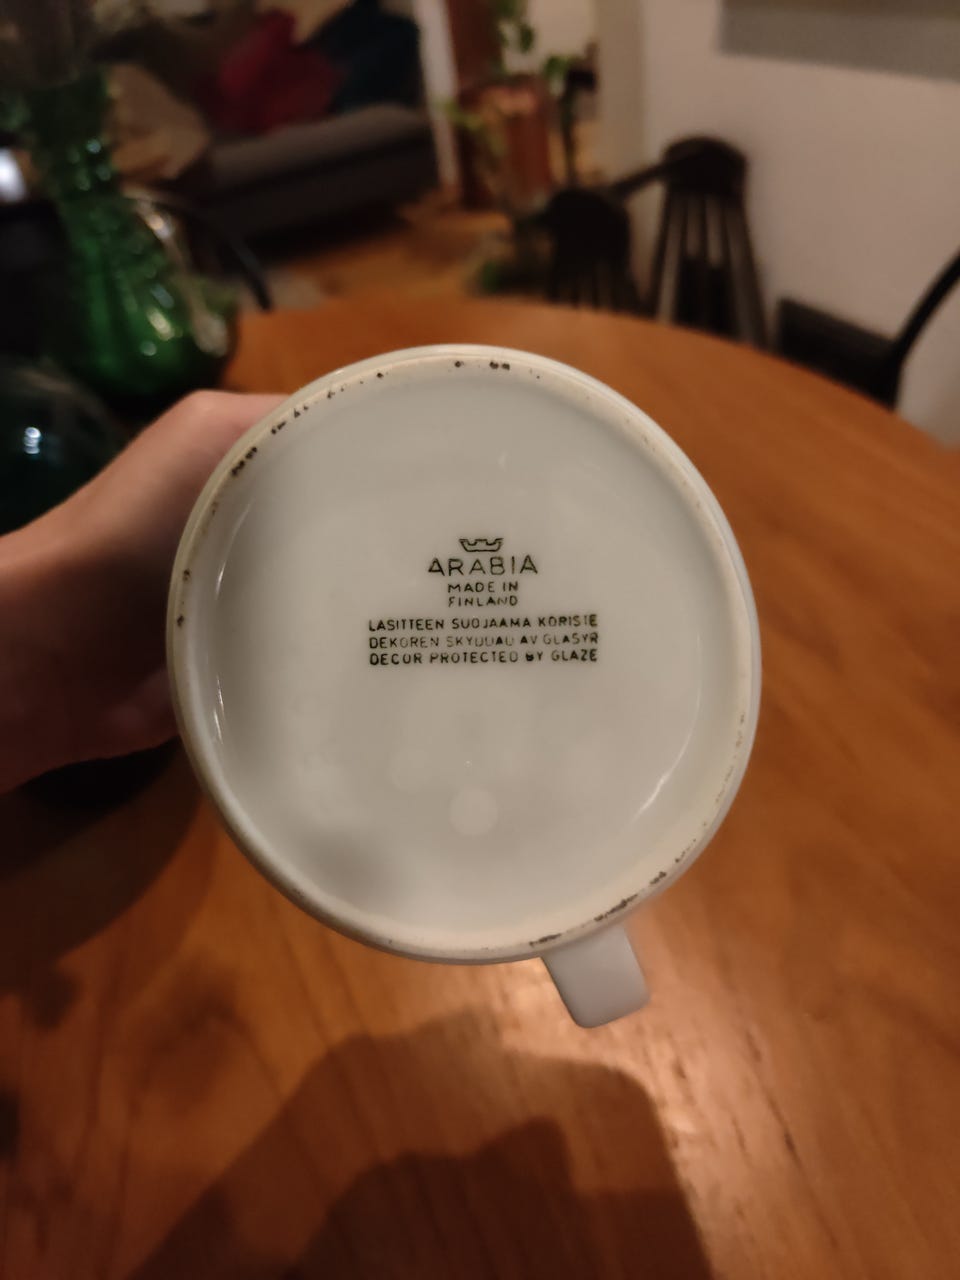 ARABIA
MADE IN
FINLAND
LASITTEEN SUOJAAMA KORISTE
DEKOREN SKYDDAD AV GLASYR
DECOR PROTECTED BY GLAZE